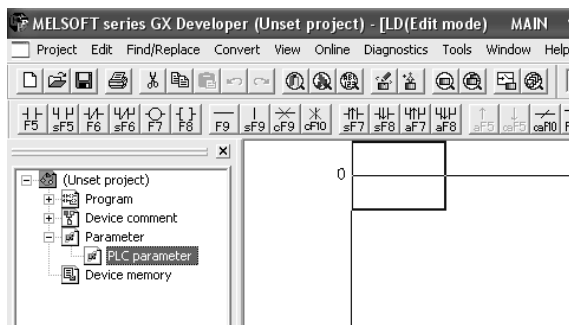 MELSOFT series GX Developer (Unset project) - [LD(Edit mode) MAIN
Project Edit Find/Replace Convert View Online Diagnostics Tools Window Help
F5 sF5 F6 sF6 F7 F8 F9 sF9 cF9 cF10 sF7 sF8 aF7 aF8 aF5 caF5 caF10 F
0
(Unset project)
Program
Device comment
Parameter
PLC parameter
Device memory